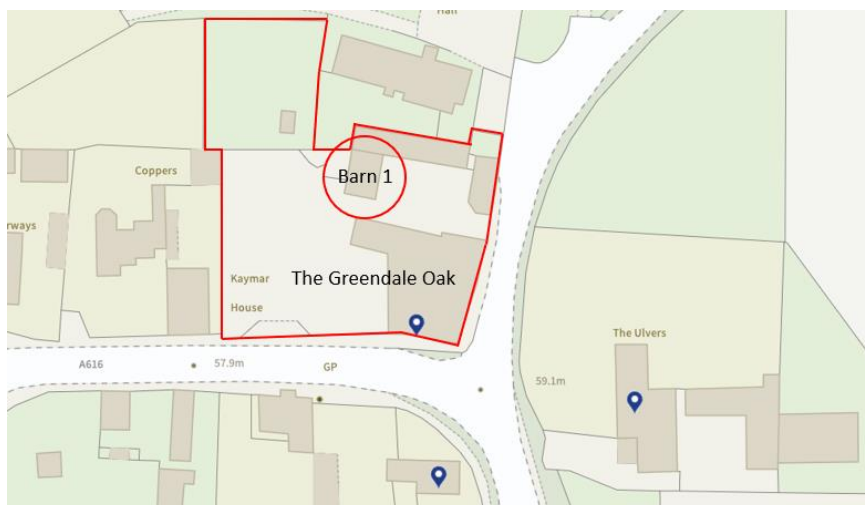 Hall
Coppers
Barn 1
rways
Kaymar
House
The Greendale Oak
The Ulvers
A616
57.9m
GP
59.1m